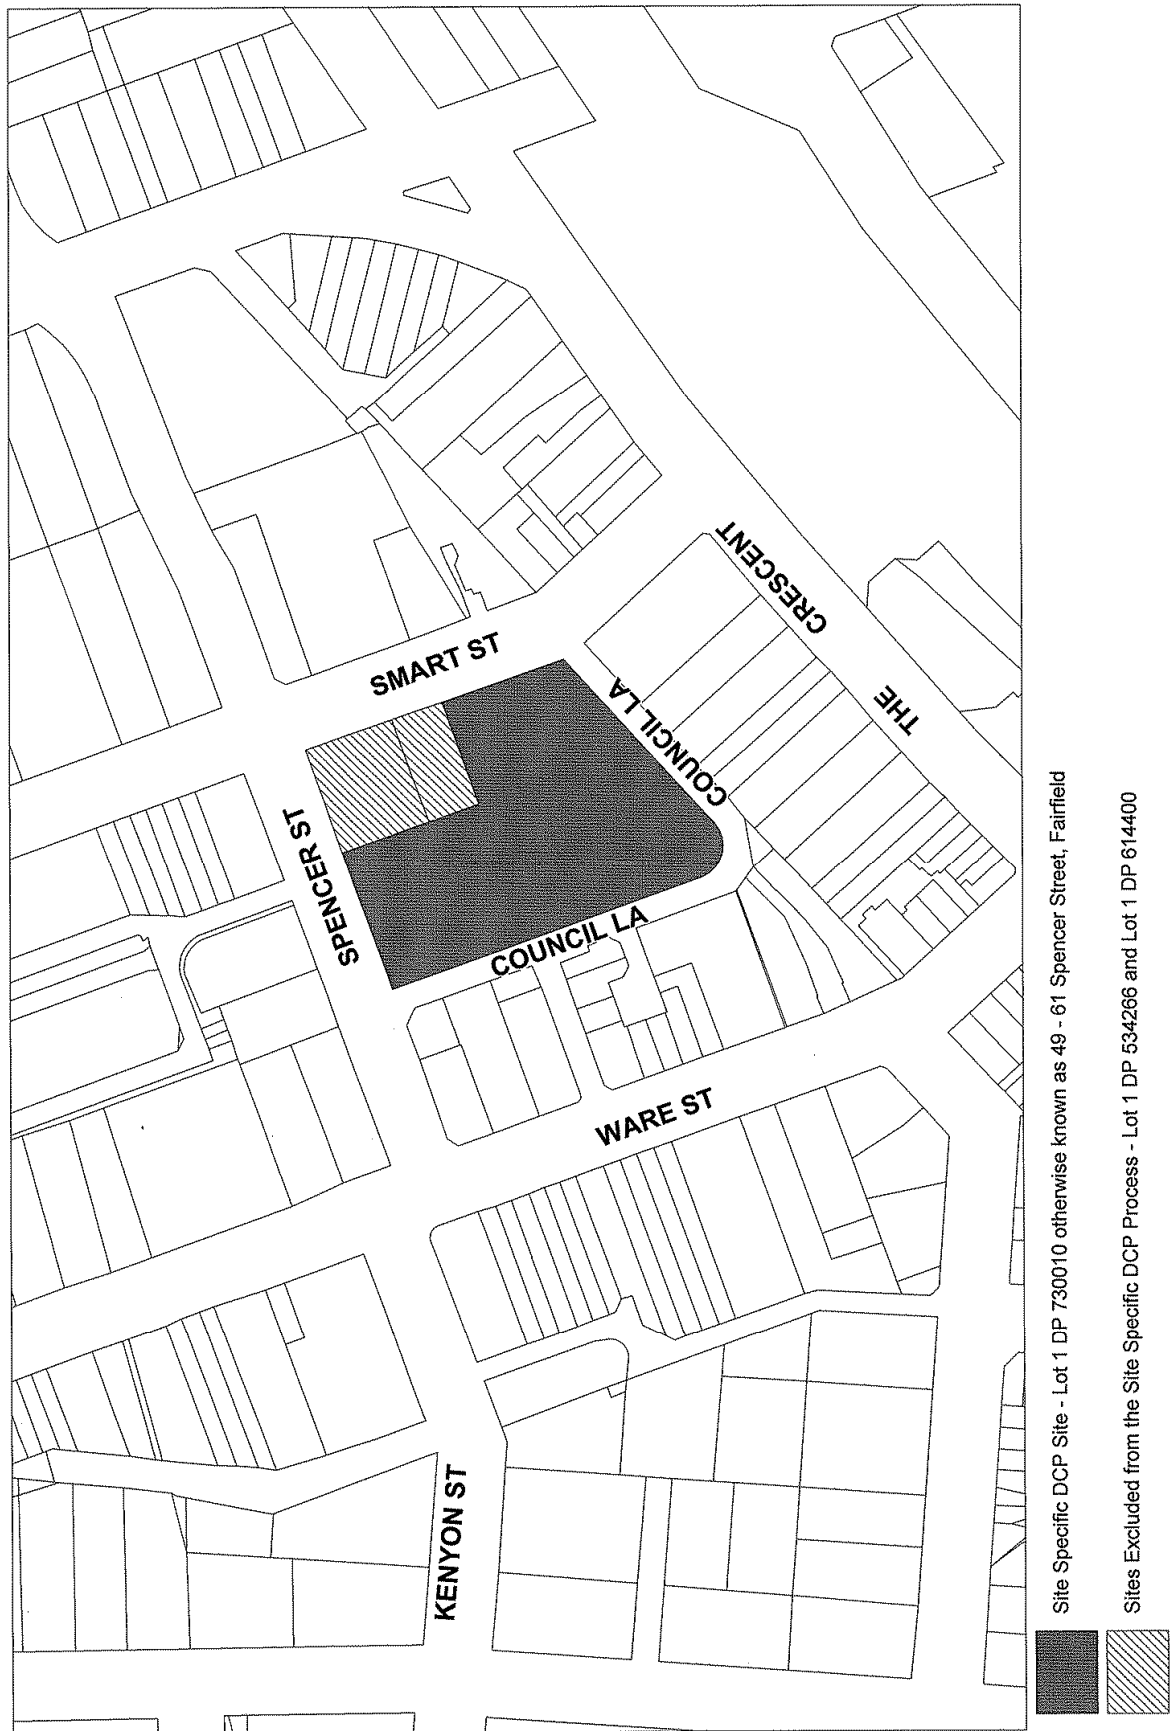 SMART ST
SPENCER ST
COUNCIL LA
COUNCIL LA
THE CRESCENT
WARE ST
KENYON ST
Site Specific DCP Site - Lot 1 DP 730010 otherwise known as 49 - 61 Spencer Street, Fairfield
Sites Excluded from the Site Specific DCP Process - Lot 1 DP 534266 and Lot 1 DP 614400